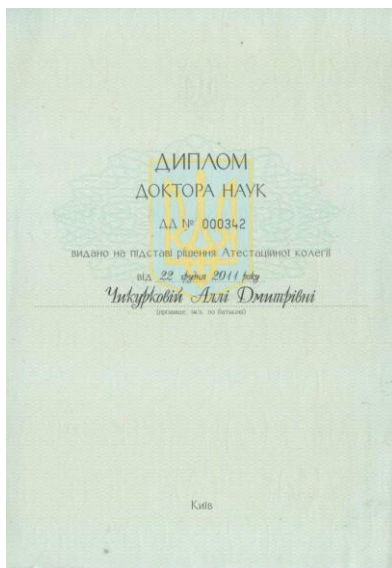 ДИПЛОМ
ДОКТОРА НАУК
ДД № 000342
видано на підставі рішення Атестаційної колегії
від 22 грудня 2011 року
Чикурковій Аллі Дмитрівні
(прізвище, ім'я, по батькові)
Київ